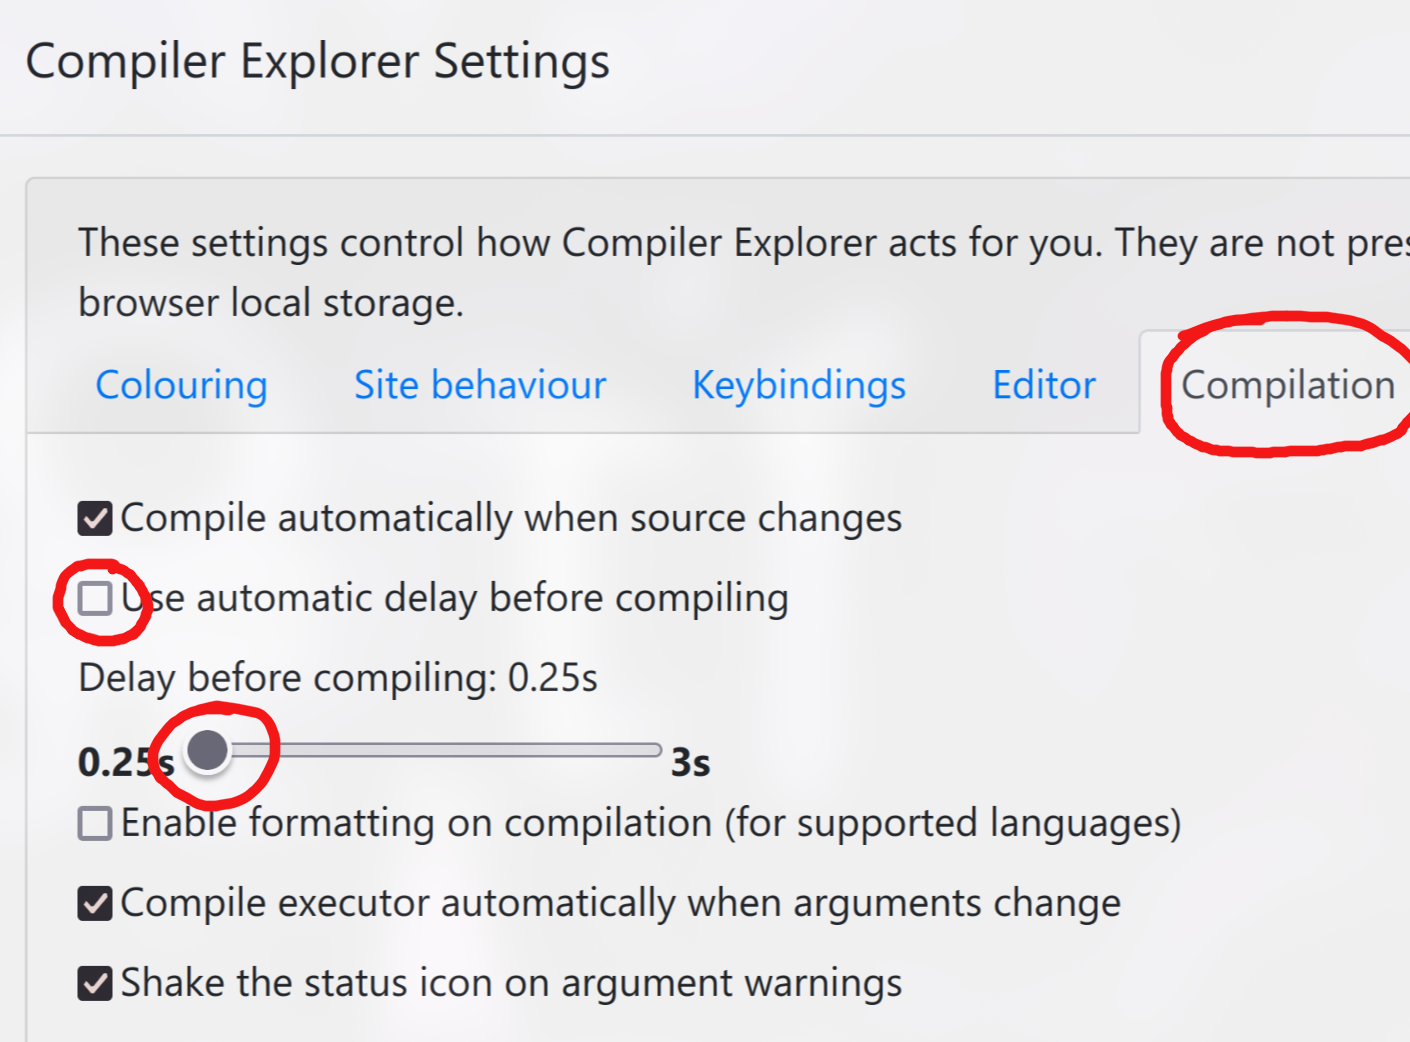 Compiler Explorer Settings
These settings control how Compiler Explorer acts for you. They are not
browser local storage.
Colouring Site behaviour Keybindings Editor Compilation
Compile automatically when source changes
Use automatic delay before compiling
Delay before compiling: 0.25s
0.25s 3s
Enable formatting on compilation (for supported languages)
Compile executor automatically when arguments change
Shake the status icon on argument warnings